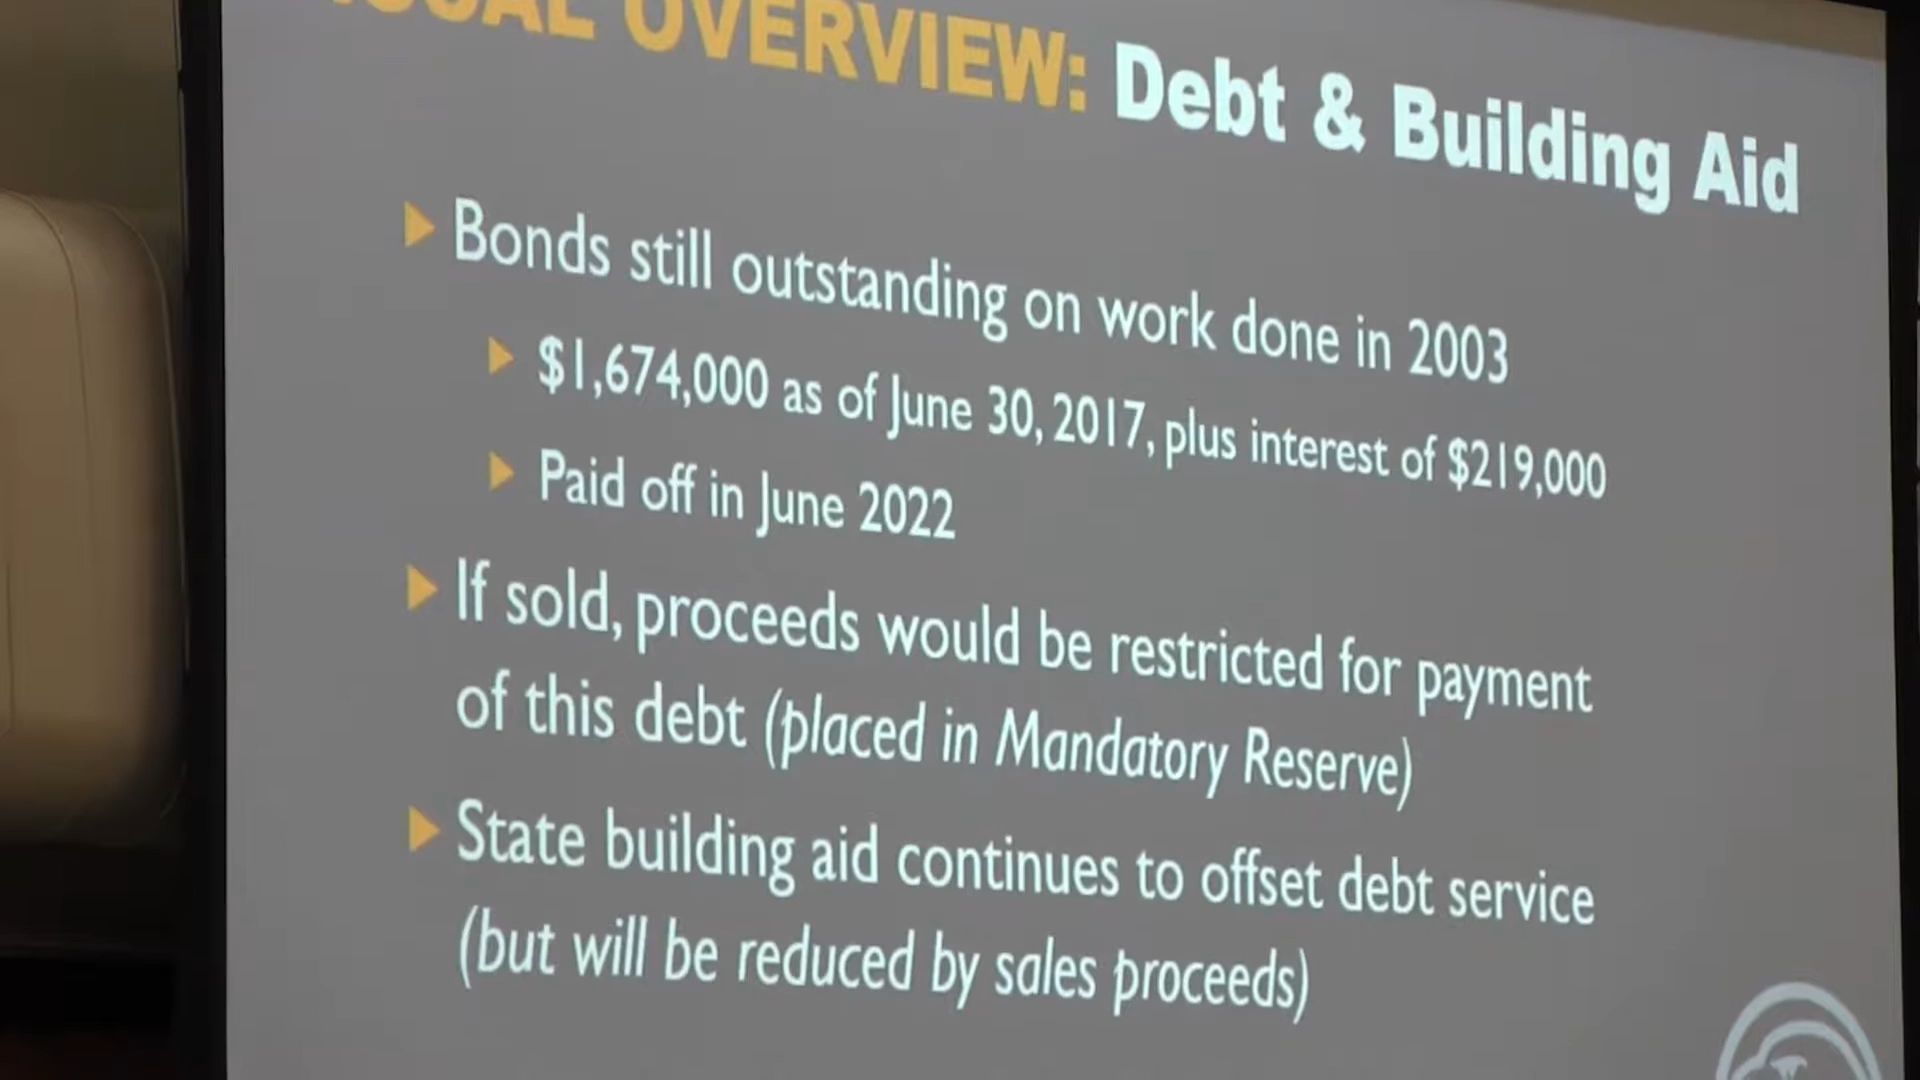 OVERVIEW: Debt & Building Aid
Bonds still outstanding on work done in 2003
$1,674,000 as of June 30, 2017, plus interest of $219,000
Paid off in June 2022
If sold, proceeds would be restricted for payment
of this debt (placed in Mandatory Reserve)
State building aid continues to offset debt service
(but will be reduced by sales proceeds)